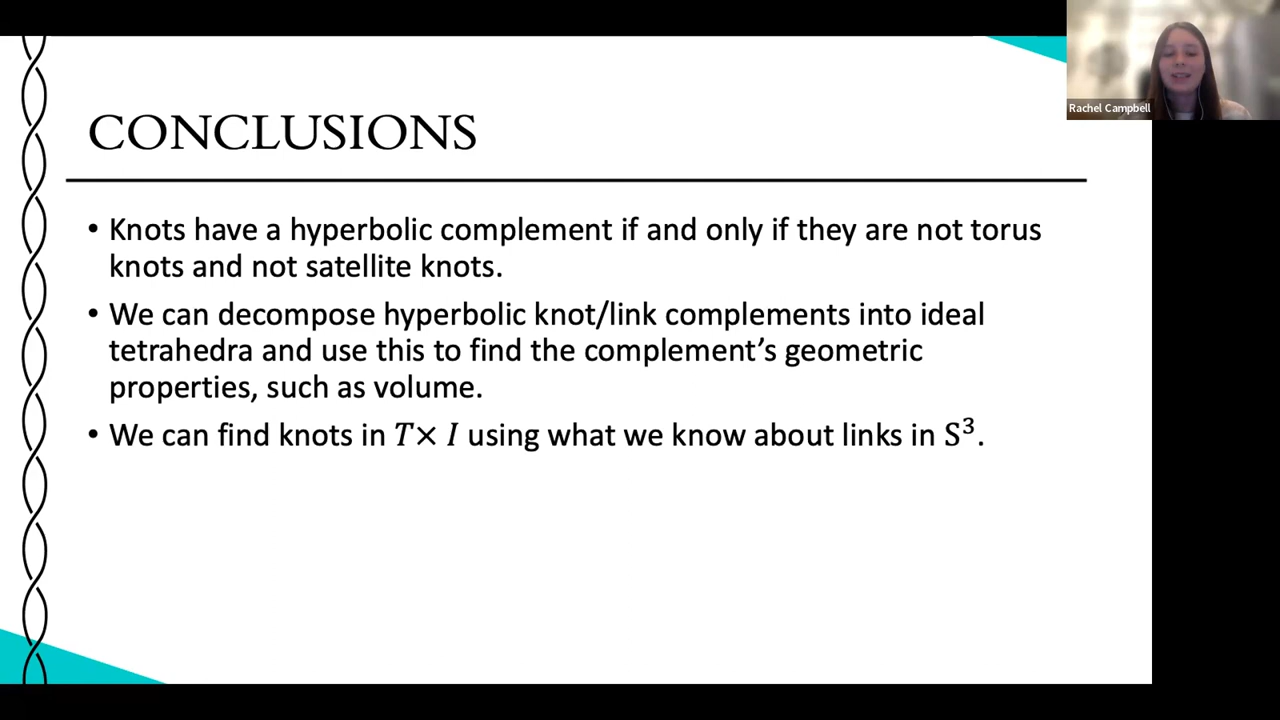 CONCLUSIONS
• Knots have a hyperbolic complement if and only if they are not torus
knots and not satellite knots.
• We can decompose hyperbolic knot/link complements into ideal
tetrahedra and use this to find the complement’s geometric
properties, such as volume.
• We can find knots in 𝑇× 𝐼 using what we know about links in S³.
Rachel Campbell